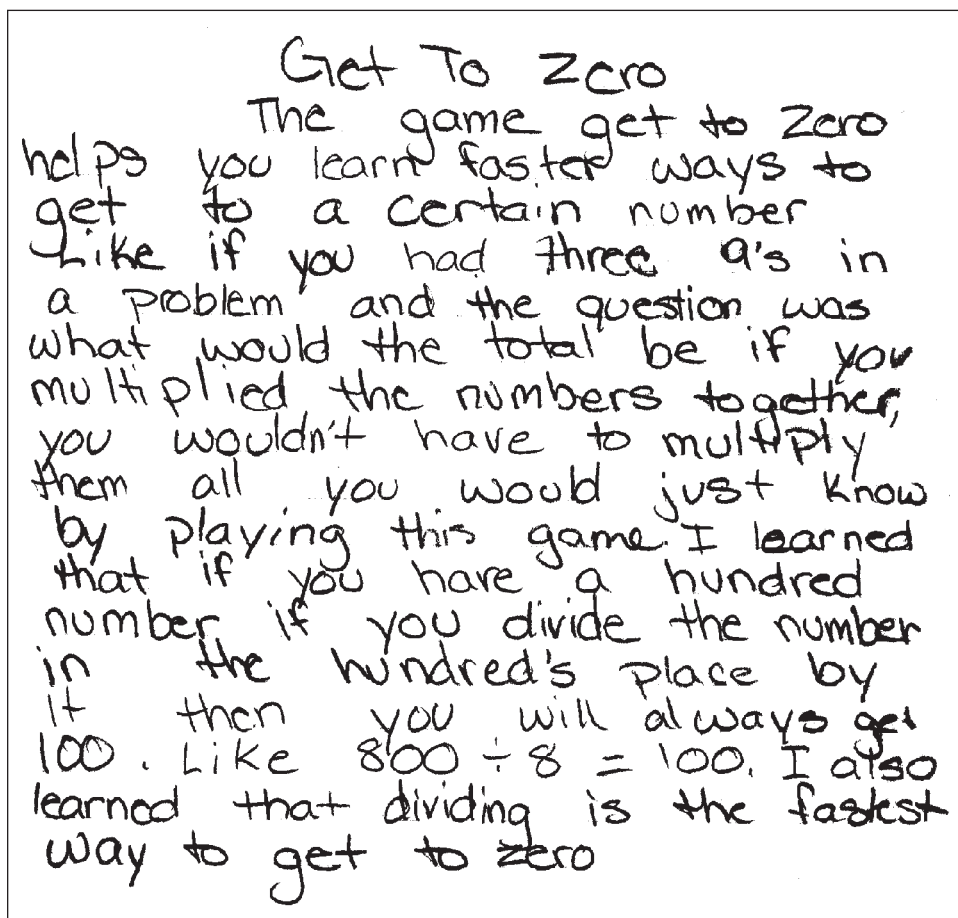 Get To Zero
The game get to zero
helps you learn faster ways to
get to a certain number
Like if you had three 9's in
a problem and the question was
what would the total be if you
multiplied the numbers together,
you wouldn't have to multiply
them all you would just know
by playing this game. I learned
that if you have a hundred
number, if you divide the number
in the hundred's place by
it then you will always get
100. Like 800 ÷ 8 = 100. I also
learned that dividing is the fastest
way to get to zero